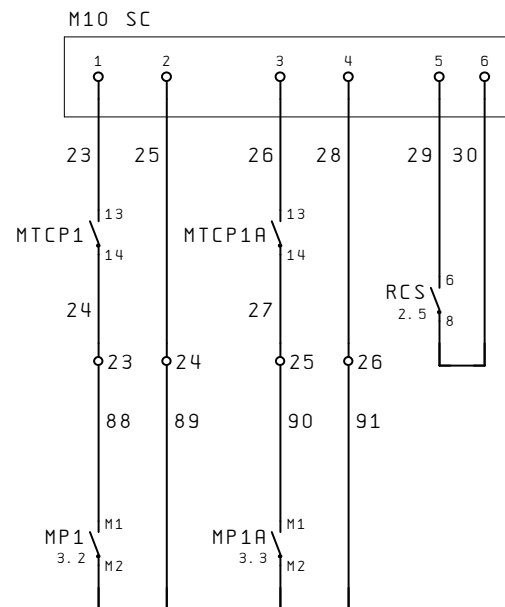 M10 SC
1 2 3 4 5 6
23 25 26 28 29 30
13 13
MTCP1 MTCP1A
14 14
6
RCS
2.5 8
24 27
23 24 25 26
88 89 90 91
M1 M1
MP1 MP1A
3.2 M2 3.3 M2